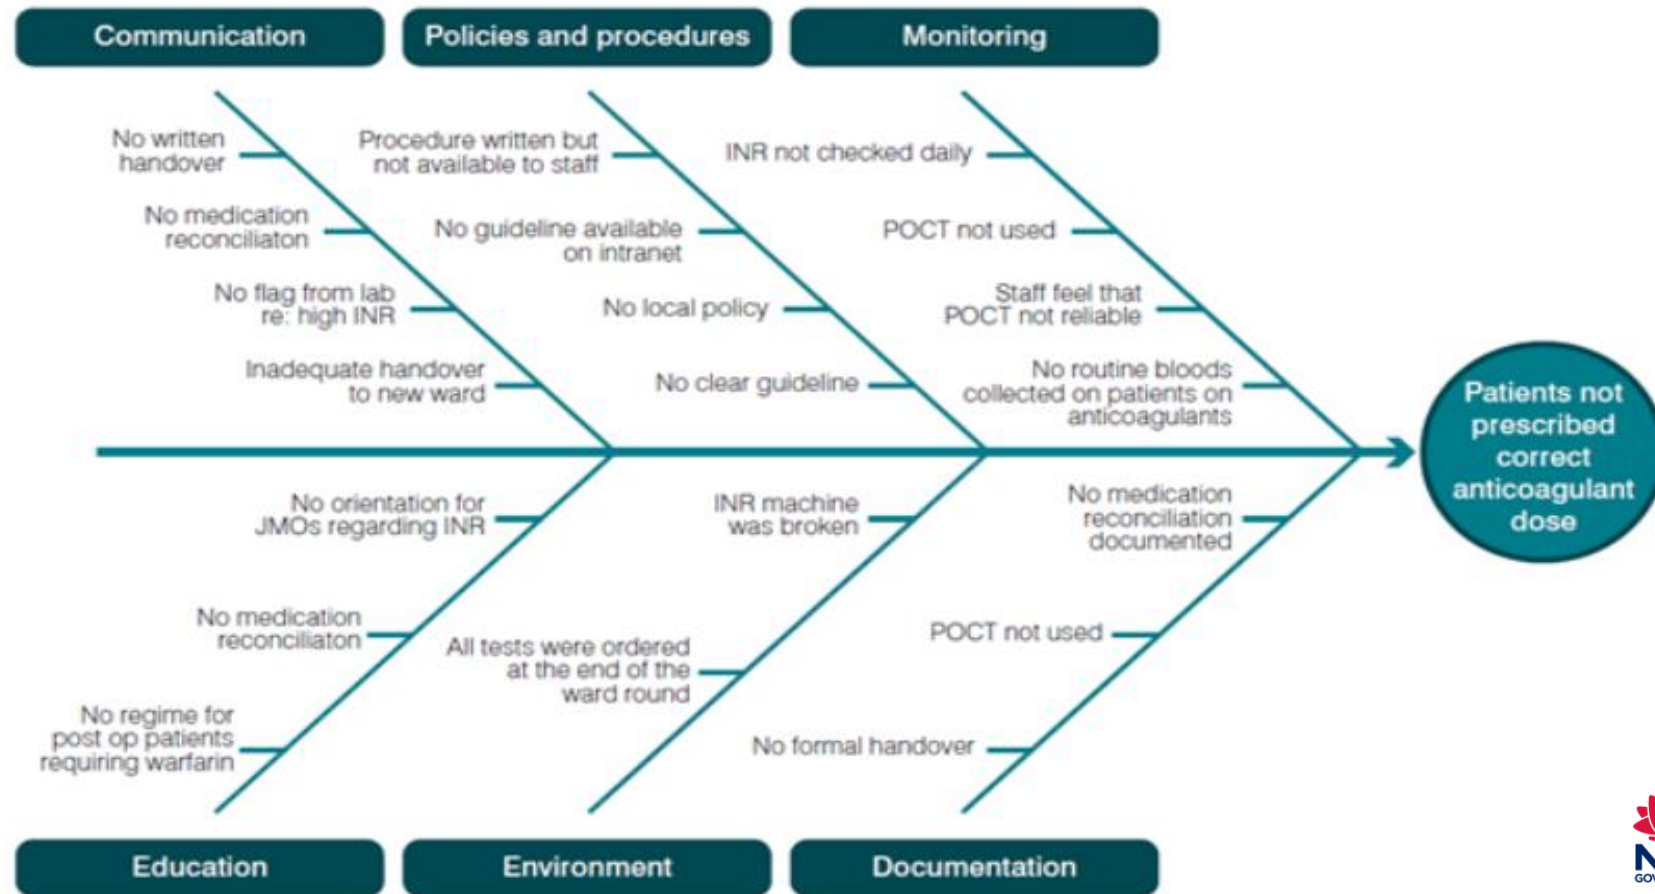 Communication
Policies and procedures
Monitoring
No written
handover
No medication
reconciliaton
No flag from lab
re: high INR
Inadequate handover
to new ward
Procedure written but
not available to staff
No guideline available
on intranet
No local policy
No clear guideline
INR not checked daily
POCT not used
Staff feel that
POCT not reliable
No routine bloods
collected on patients on
anticoagulants
Patients not
prescribed
correct
anticoagulant
dose
No orientation for
JMOs regarding INR
No medication
reconciliaton
No regime for
post op patients
requiring warfarin
INR machine
was broken
All tests were ordered
at the end of the
ward round
No medication
reconciliation
documented
POCT not used
No formal handover
Education
Environment
Documentation